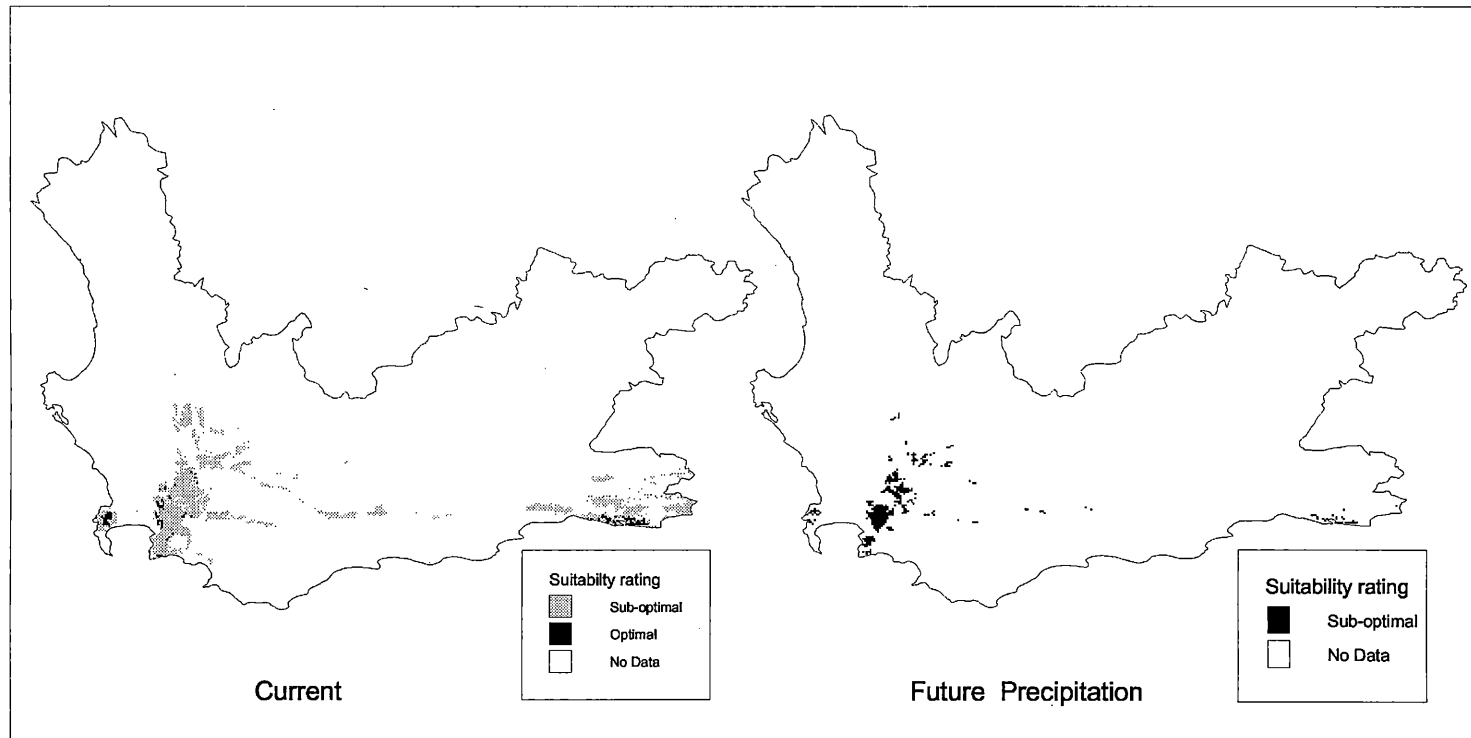 Suitabilty rating
Sub-optimal
Optimal
No Data
Current
Suitability rating
Sub-optimal
No Data
Future Precipitation